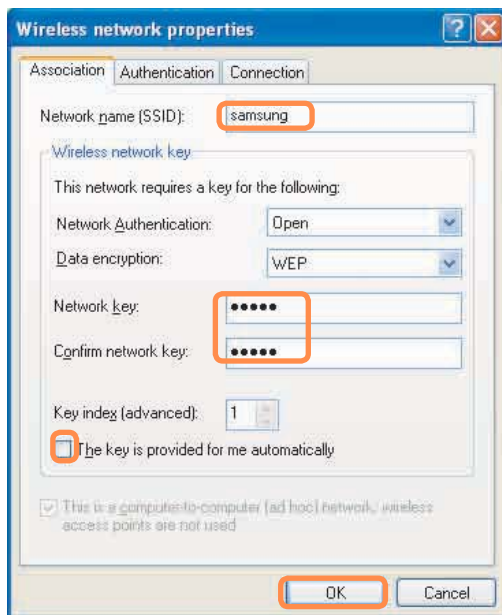 Wireless network properties
Association Authentication Connection
Network name (SSID): samsung
Wireless network key
This network requires a key for the following:
Network Authentication: Open
Data encryption: WEP
Network key: •••••
Confirm network key: •••••
Key index (advanced): 1
The key is provided for me automatically
This is a computer-to-computer (ad hoc) network; wireless
access points are not used
OK Cancel